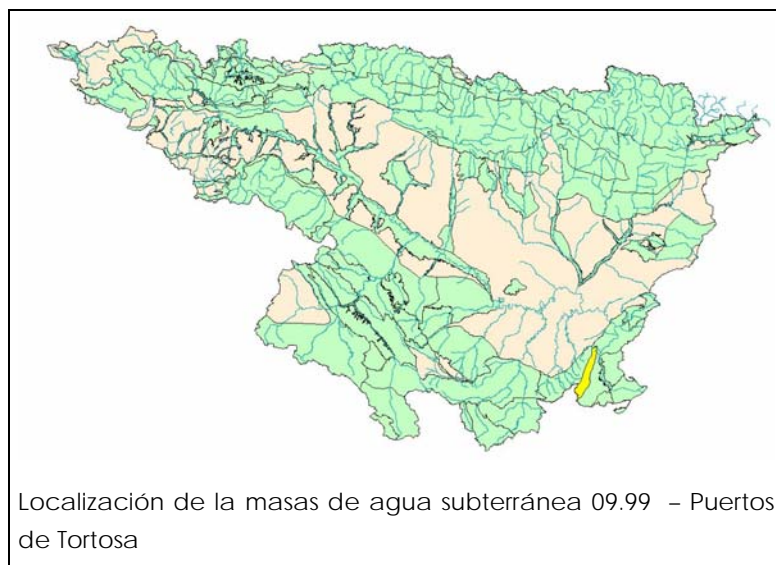 Localización de la masas de agua subterránea 09.99 – Puertos
de Tortosa